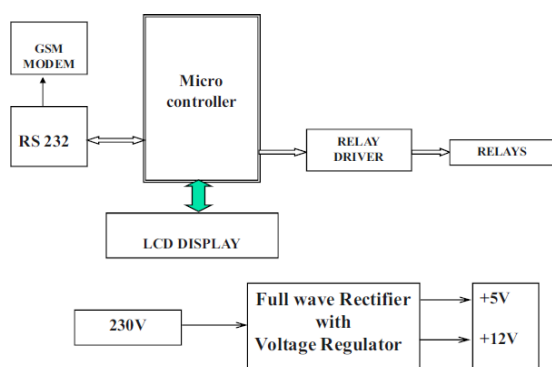 GSM
MODEM
Micro
controller
RS 232
RELAY
DRIVER
RELAYS
LCD DISPLAY
230V
Full wave Rectifier
with
Voltage Regulator
+5V
+12V